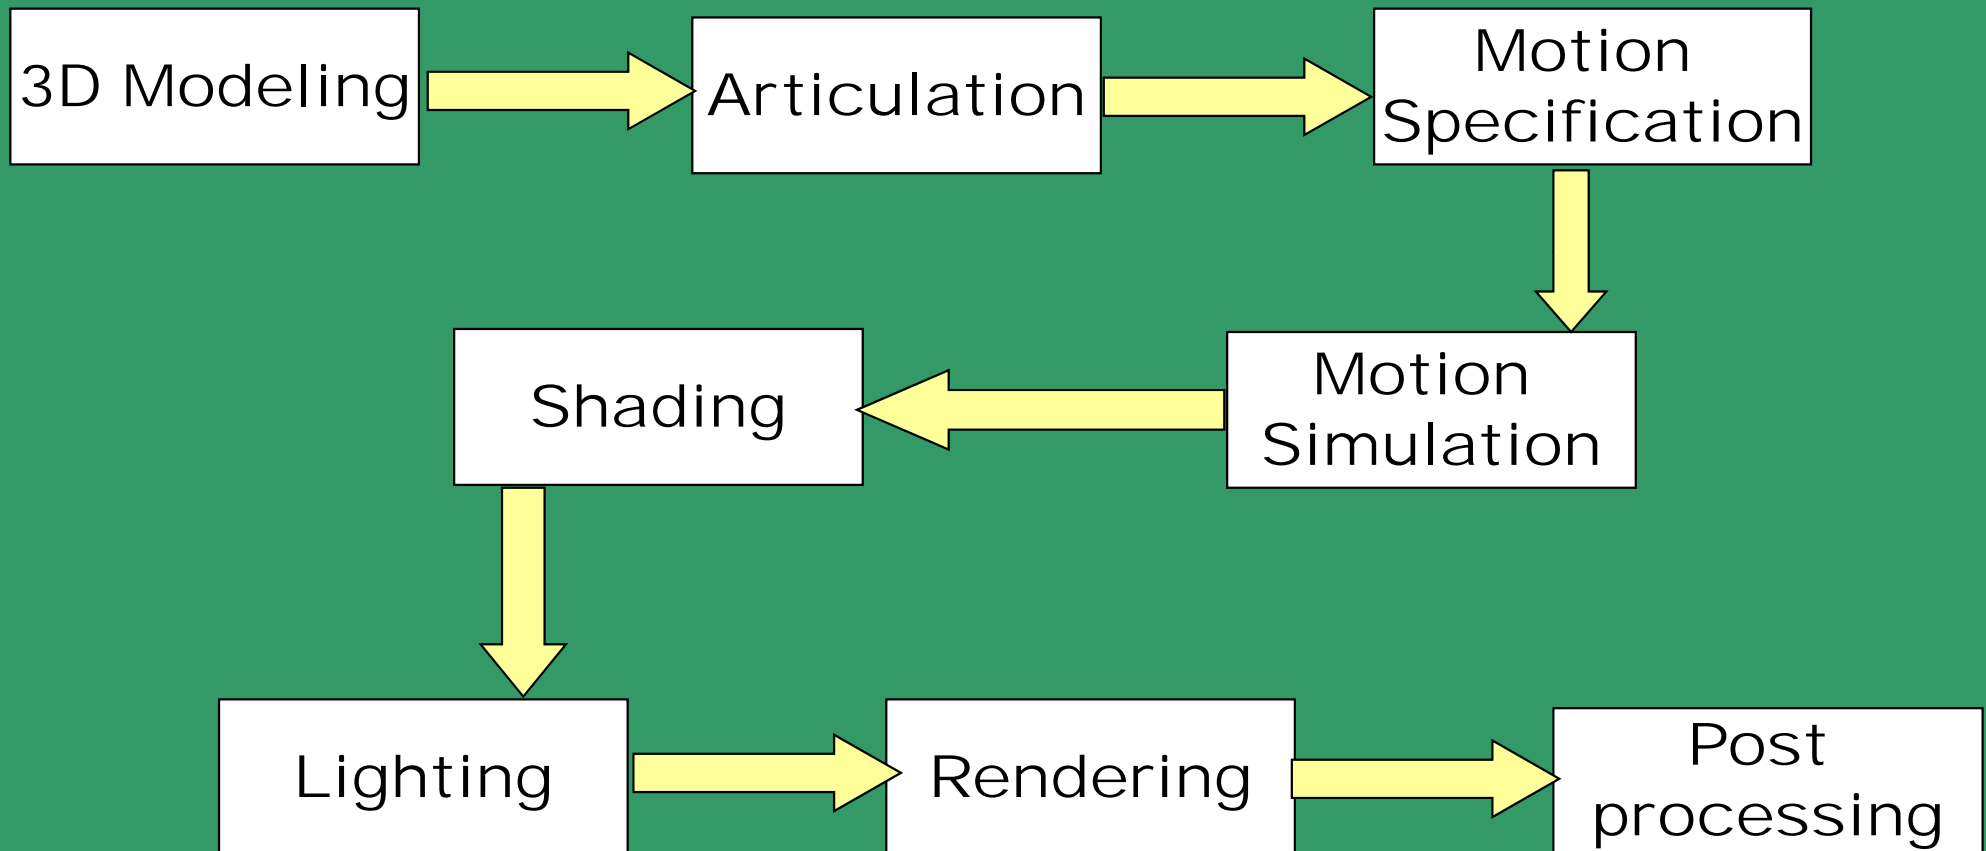 3D Modeling
Articulation
Motion
Specification
Motion
Simulation
Shading
Lighting
Rendering
Post
processing